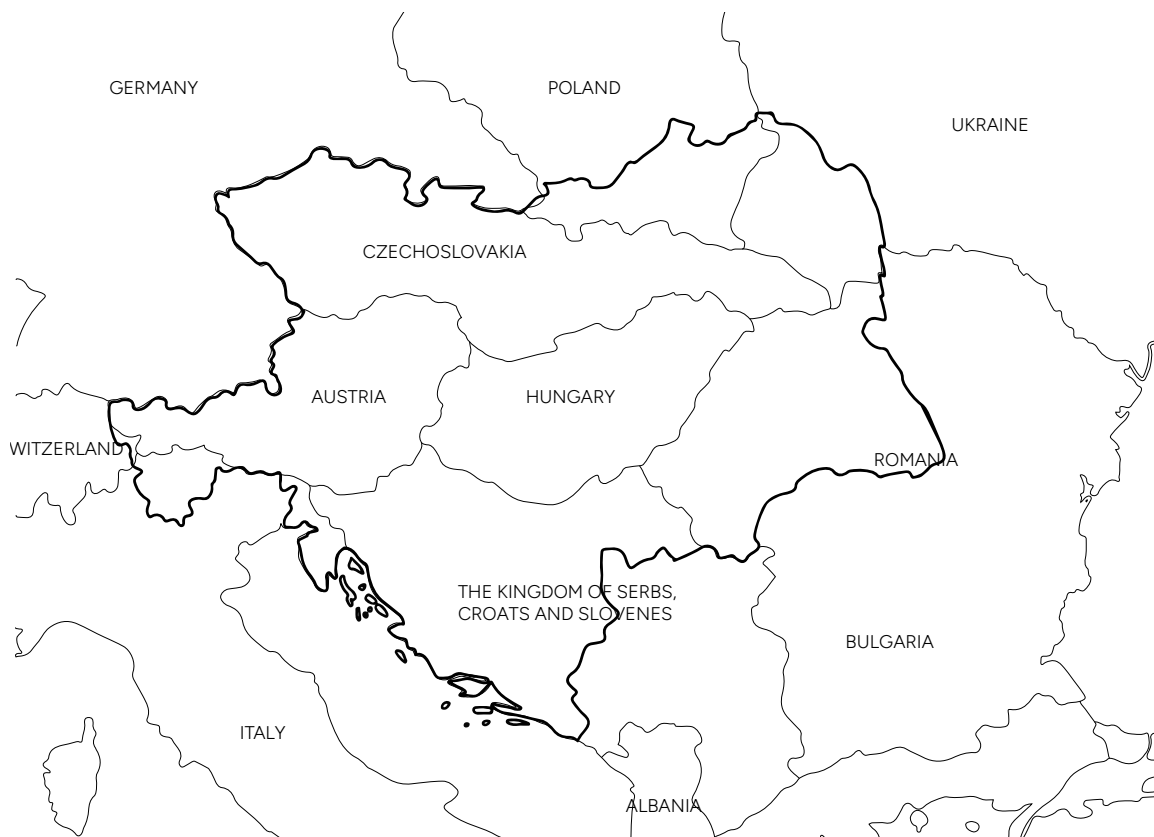 GERMANY
POLAND
UKRAINE
CZECHOSLOVAKIA
AUSTRIA
HUNGARY
WITZERLAND
ROMANIA
THE KINGDOM OF SERBS,
CROATS AND SLOVENES
BULGARIA
ITALY
ALBANIA